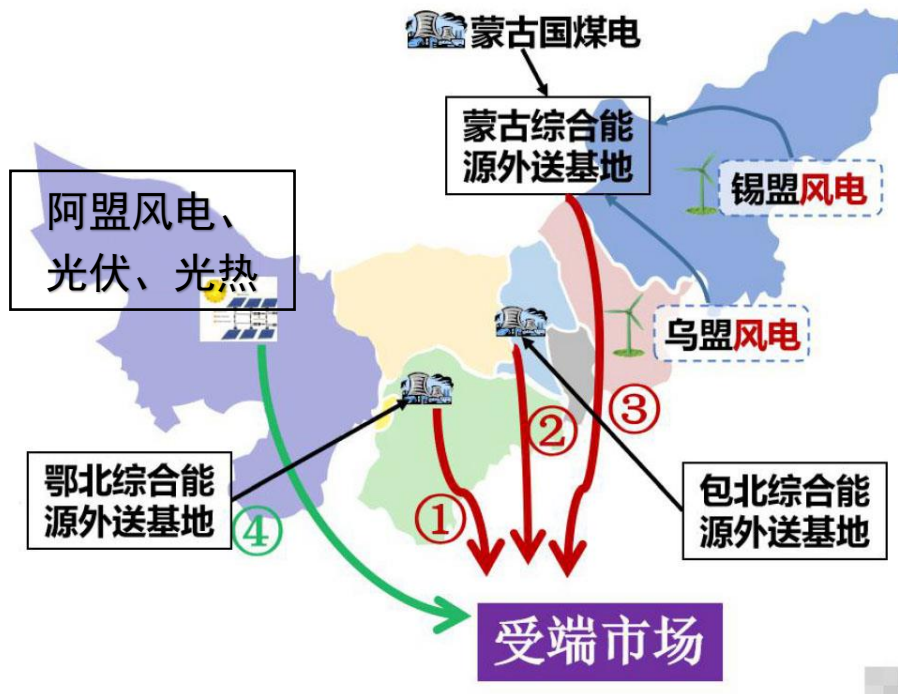 蒙古国煤电
蒙古综合能
源外送基地
阿盟风电、
光伏、光热
锡盟风电
乌盟风电
③
②
鄂北综合能
源外送基地
①
④
包北综合能
源外送基地
受端市场